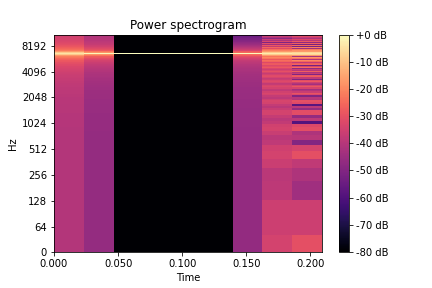 Power spectrogram
8192
4096
2048
1024
512
256
128
64
0
Hz
0.000 0.050 0.100 0.150 0.200
Time
+0 dB
-10 dB
-20 dB
-30 dB
-40 dB
-50 dB
-60 dB
-70 dB
-80 dB